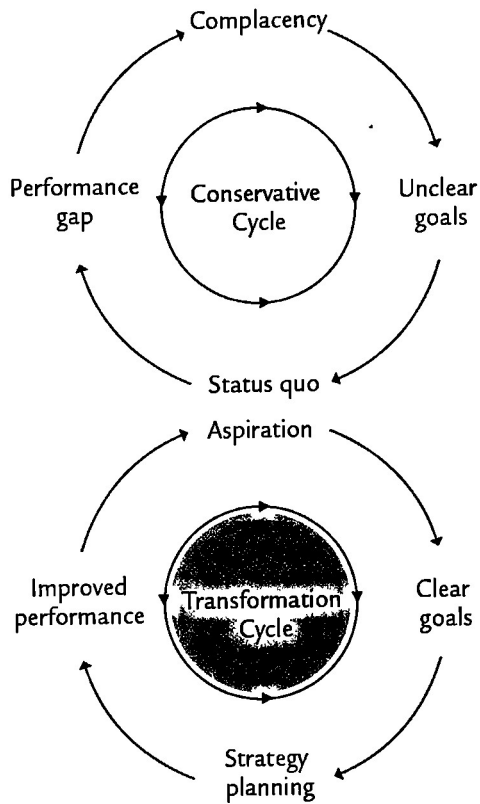 Complacency
Performance
gap
Conservative
Cycle
Unclear
goals
Status quo
Aspiration
Improved
performance
Transformation
Cycle
Clear
goals
Strategy
planning